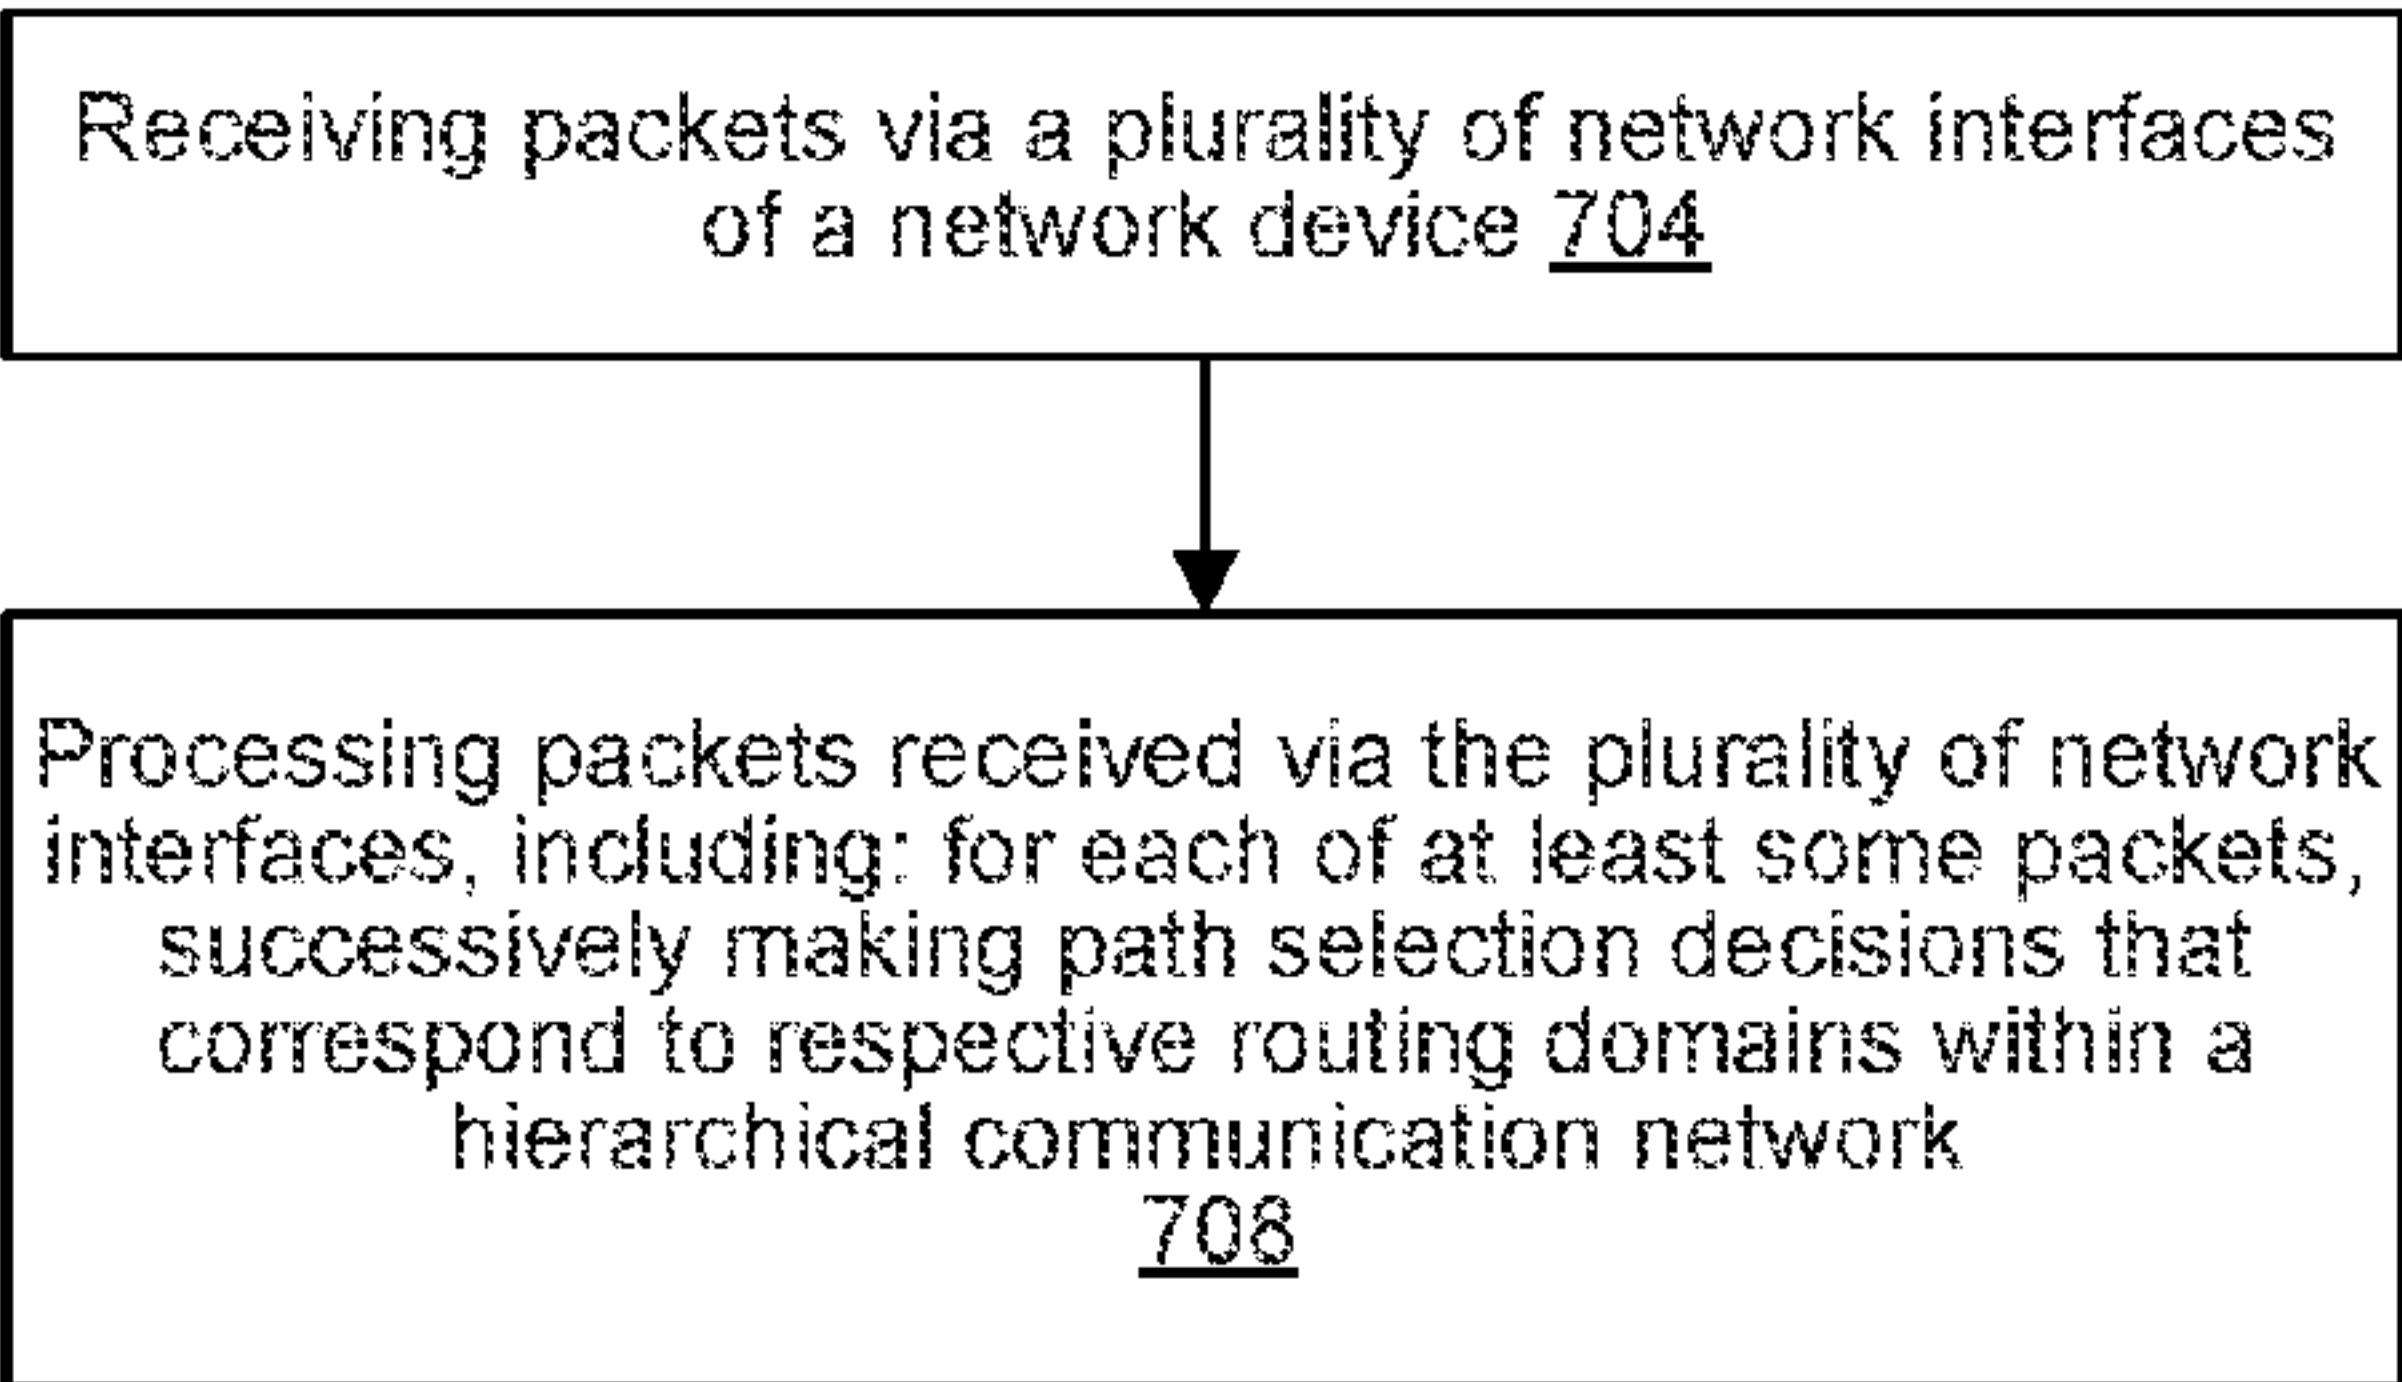 Receiving packets via a plurality of network interfaces
of a network device 704
Processing packets received via the plurality of network
interfaces, including: for each of at least some packets,
successively making path selection decisions that
correspond to respective routing domains within a
hierarchical communication network
708